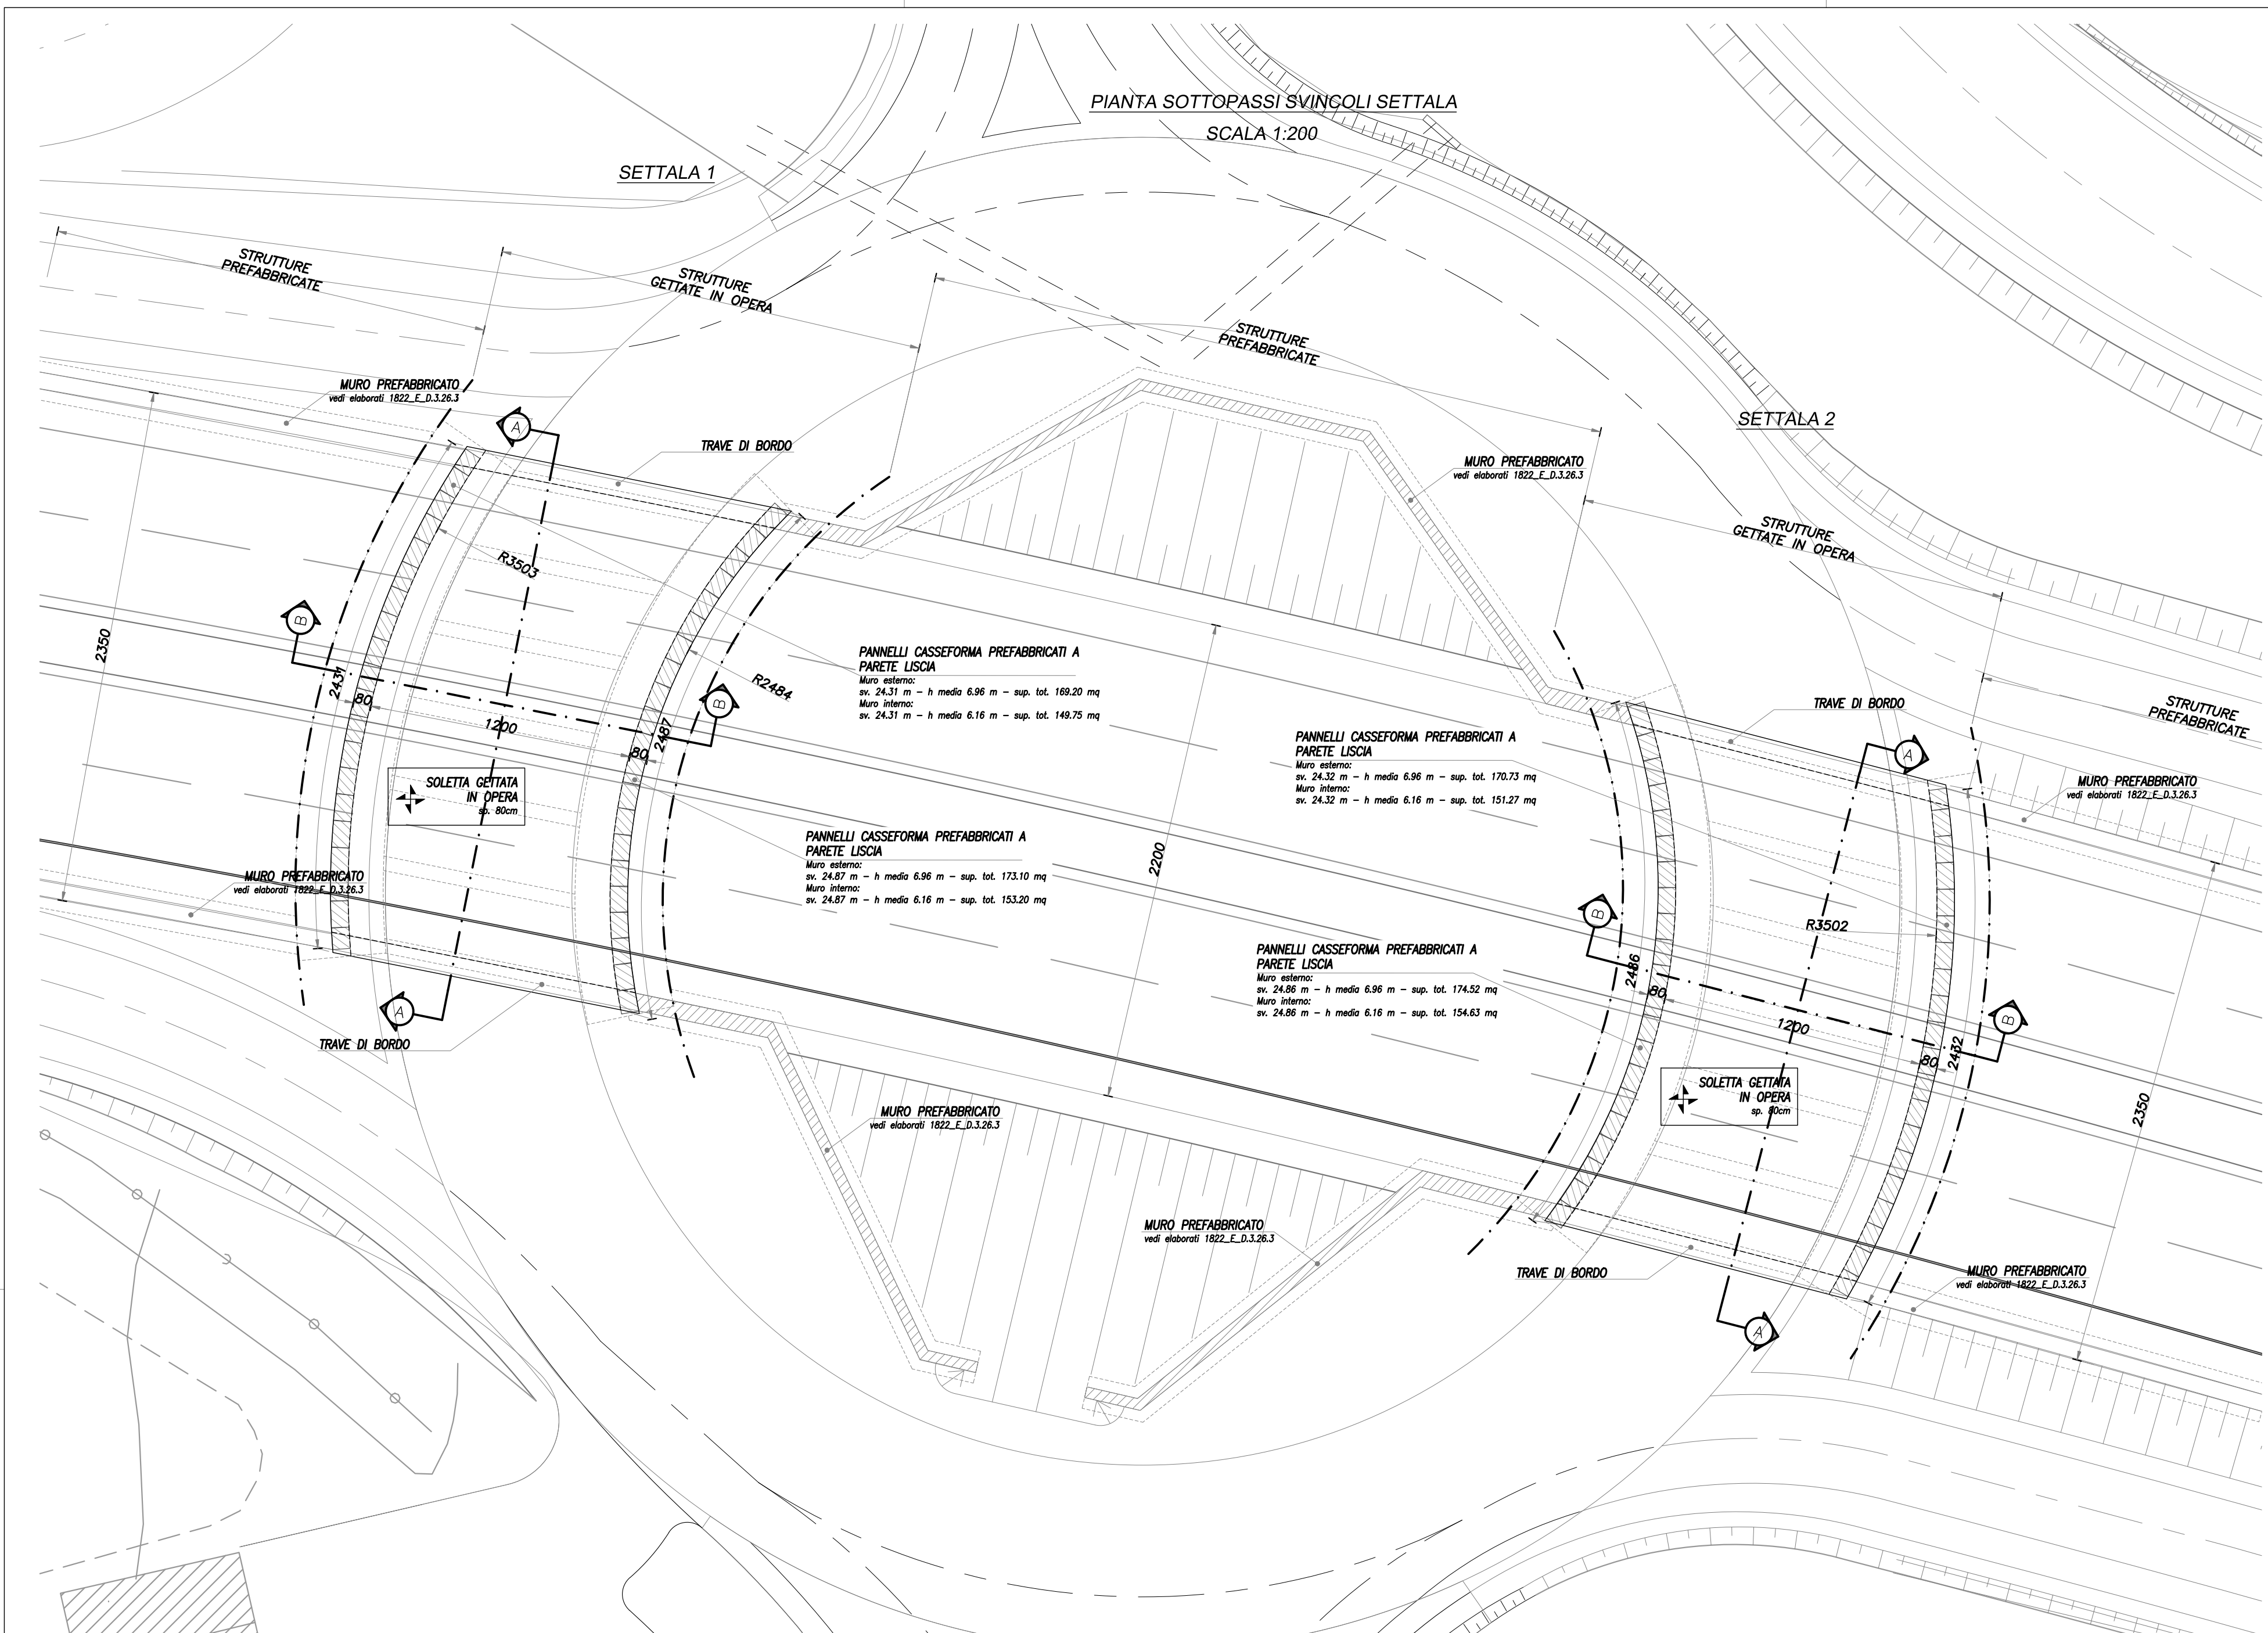 PIANTA SOTTOPASSI SVINCOLI SETTALA
SCALA 1:200
SETTALA 1
STRUTTURE
PREFABBRICATE
STRUTTURE
GETTATE IN OPERA
STRUTTURE
PREFABBRICATE
MURO PREFABBRICATO
vedi elaborati 1822_E_D.3.26.3
A
TRAVE DI BORDO
SETTALA 2
MURO PREFABBRICATO
vedi elaborati 1822_E_D.3.26.3
STRUTTURE
GETTATE IN OPERA
R3503
B
2350
2431
80
1200
R2484
B
2487
80
PANNELLI CASSEFORMA PREFABBRICATI A
PARETE LISCIA
Muro esterno:
sv. 24.31 m – h media 6.96 m – sup. tot. 169.20 mq
Muro interno:
sv. 24.31 m – h media 6.16 m – sup. tot. 149.75 mq
TRAVE DI BORDO
STRUTTURE
PREFABBRICATE
PANNELLI CASSEFORMA PREFABBRICATI A
PARETE LISCIA
Muro esterno:
sv. 24.32 m – h media 6.96 m – sup. tot. 170.73 mq
Muro interno:
sv. 24.32 m – h media 6.16 m – sup. tot. 151.27 mq
A
MURO PREFABBRICATO
vedi elaborati 1822_E_D.3.26.3
SOLETTA GETTATA
IN OPERA
sp. 80cm
PANNELLI CASSEFORMA PREFABBRICATI A
PARETE LISCIA
Muro esterno:
sv. 24.87 m – h media 6.96 m – sup. tot. 173.10 mq
Muro interno:
sv. 24.87 m – h media 6.16 m – sup. tot. 153.20 mq
2200
MURO PREFABBRICATO
vedi elaborati 1822_E_D.3.26.3
B
R3502
PANNELLI CASSEFORMA PREFABBRICATI A
PARETE LISCIA
Muro esterno:
sv. 24.86 m – h media 6.96 m – sup. tot. 174.52 mq
Muro interno:
sv. 24.86 m – h media 6.16 m – sup. tot. 154.63 mq
2486
80
1200
B
80
2432
A
TRAVE DI BORDO
SOLETTA GETTATA
IN OPERA
sp. 80cm
2350
MURO PREFABBRICATO
vedi elaborati 1822_E_D.3.26.3
MURO PREFABBRICATO
vedi elaborati 1822_E_D.3.26.3
TRAVE DI BORDO
MURO PREFABBRICATO
vedi elaborati 1822_E_D.3.26.3
A